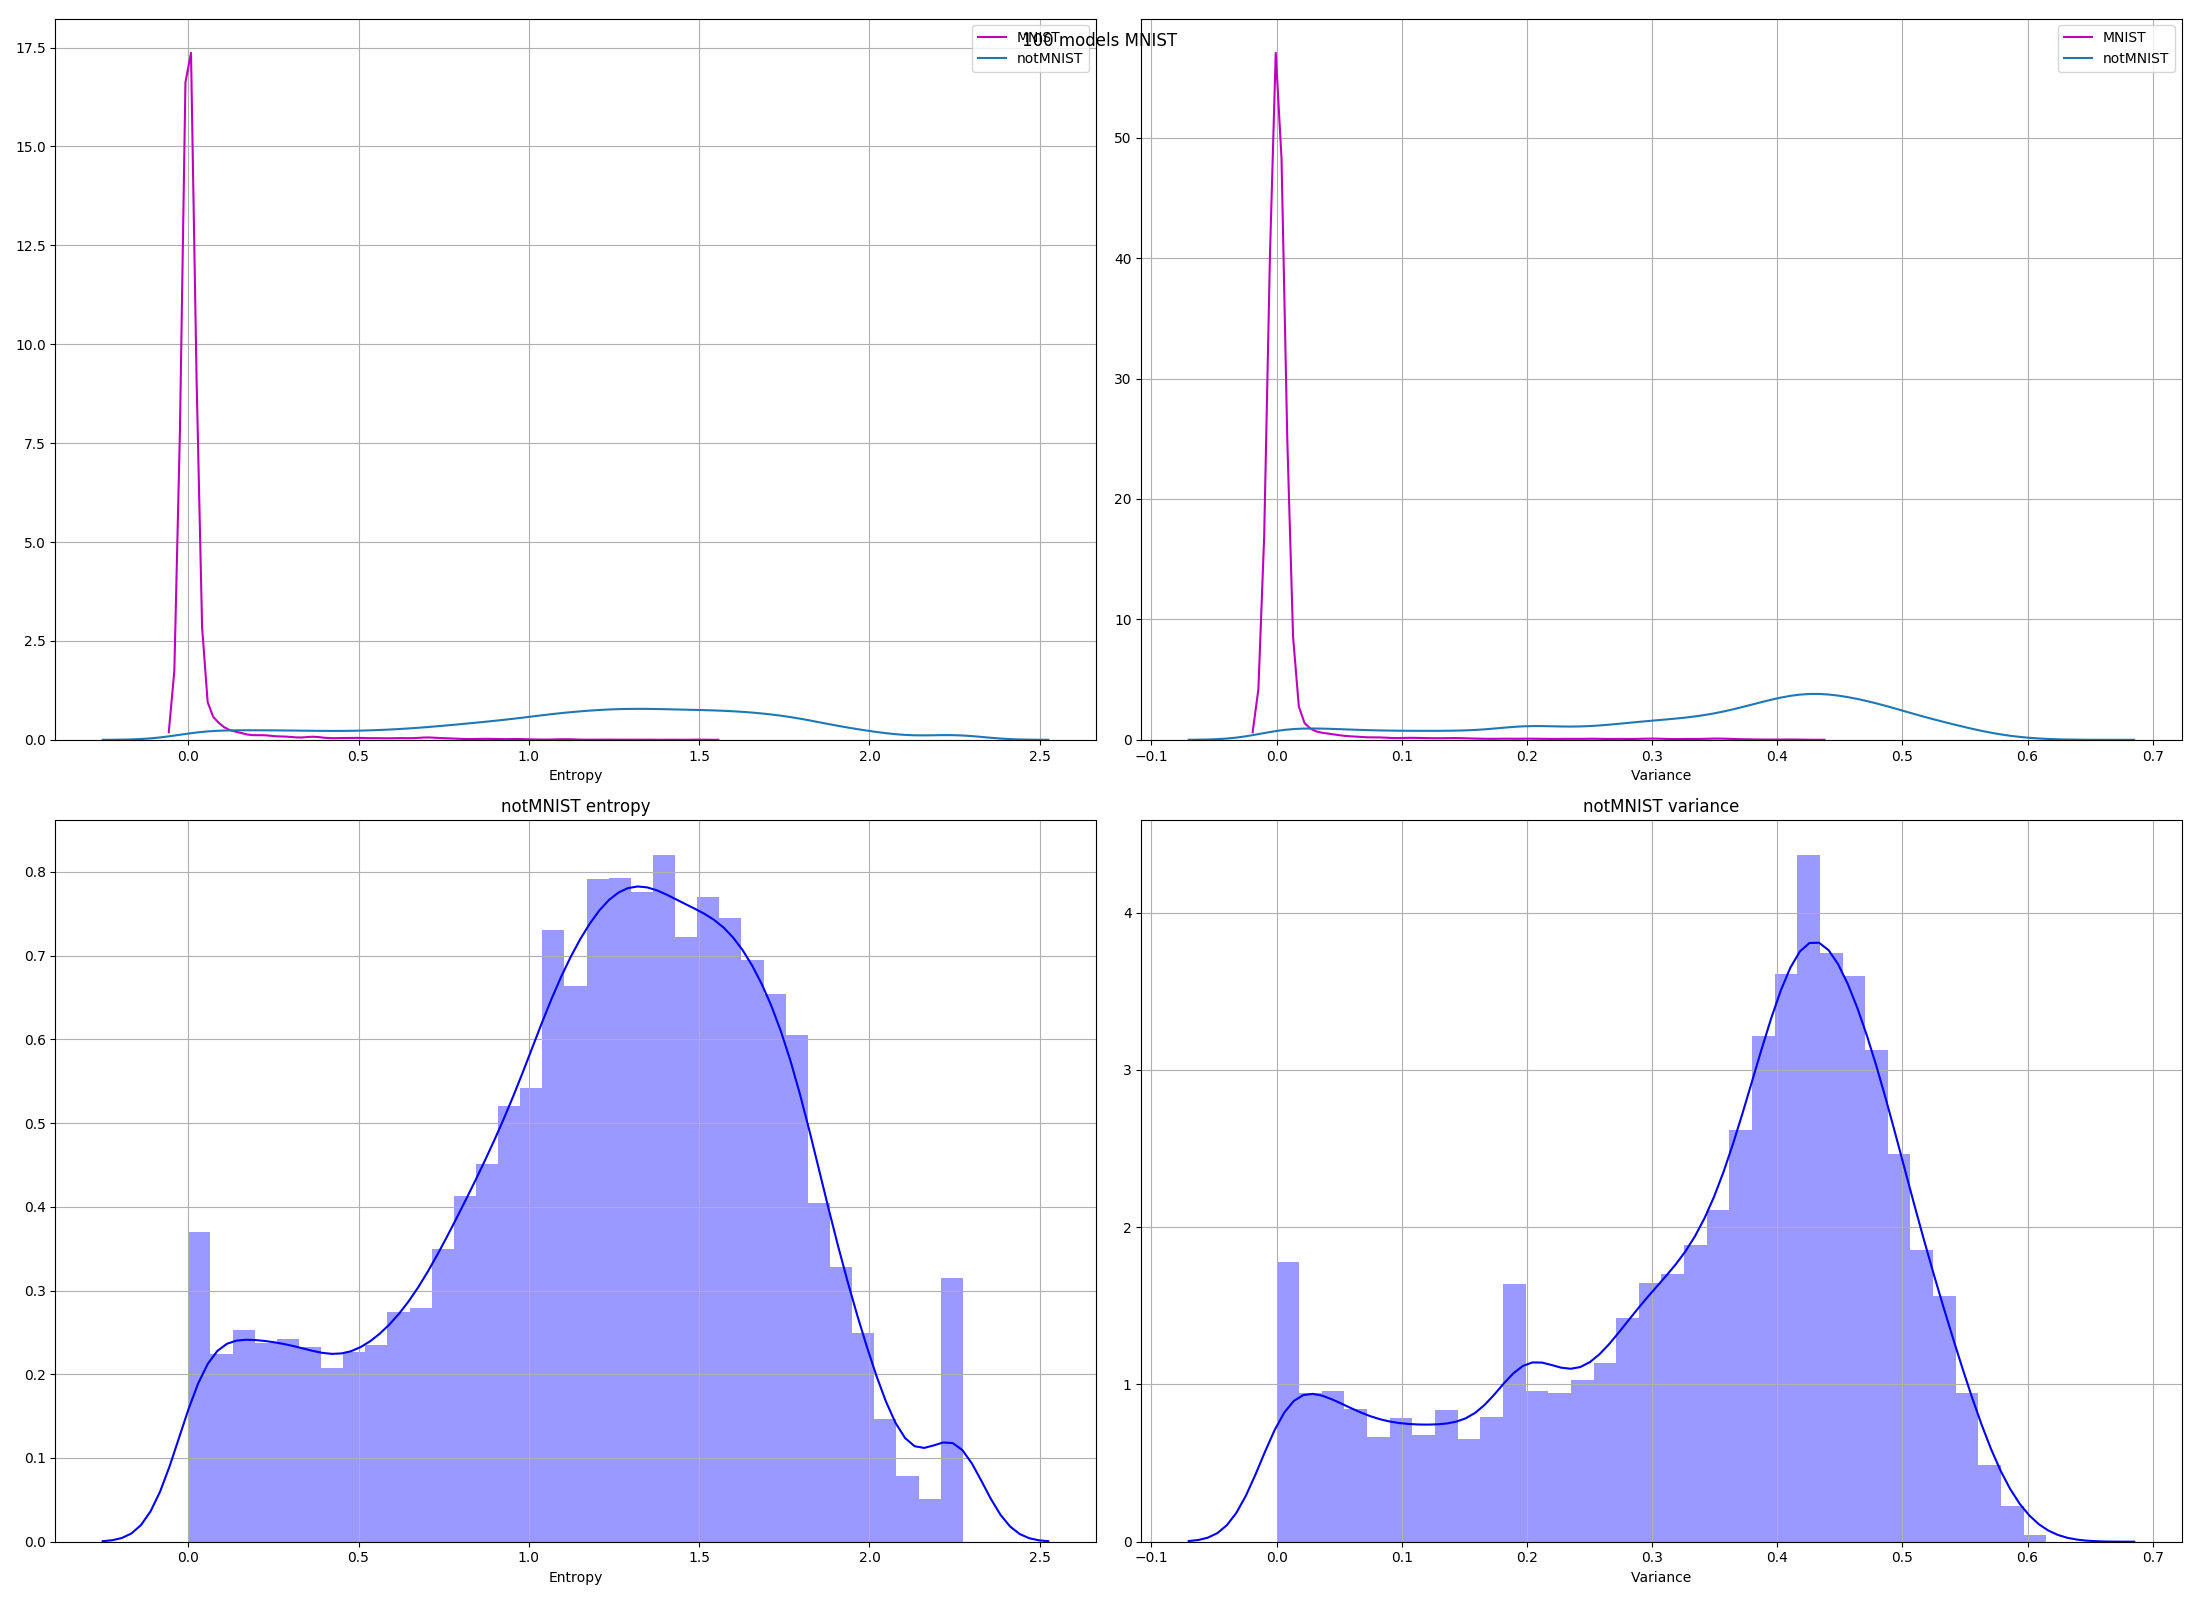 100 models MNIST
17.5
15.0
12.5
10.0
7.5
5.0
2.5
0.0
MNIST
notMNIST
0.0 0.5 1.0 1.5 2.0 2.5
Entropy
50
40
30
20
10
0
MNIST
notMNIST
−0.1 0.0 0.1 0.2 0.3 0.4 0.5 0.6 0.7
Variance
notMNIST entropy
0.8
0.7
0.6
0.5
0.4
0.3
0.2
0.1
0.0
0.0 0.5 1.0 1.5 2.0 2.5
Entropy
notMNIST variance
4
3
2
1
0
−0.1 0.0 0.1 0.2 0.3 0.4 0.5 0.6 0.7
Variance